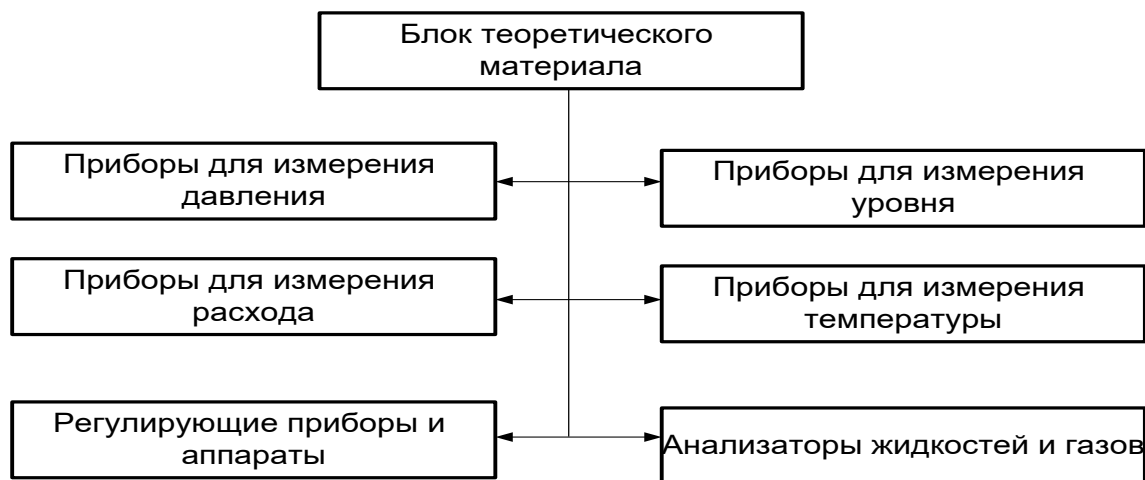 Блок теоретического
материала
Приборы для измерения
давления
Приборы для измерения
уровня
Приборы для измерения
расхода
Приборы для измерения
температуры
Регулирующие приборы и
аппараты
Анализаторы жидкостей и газов